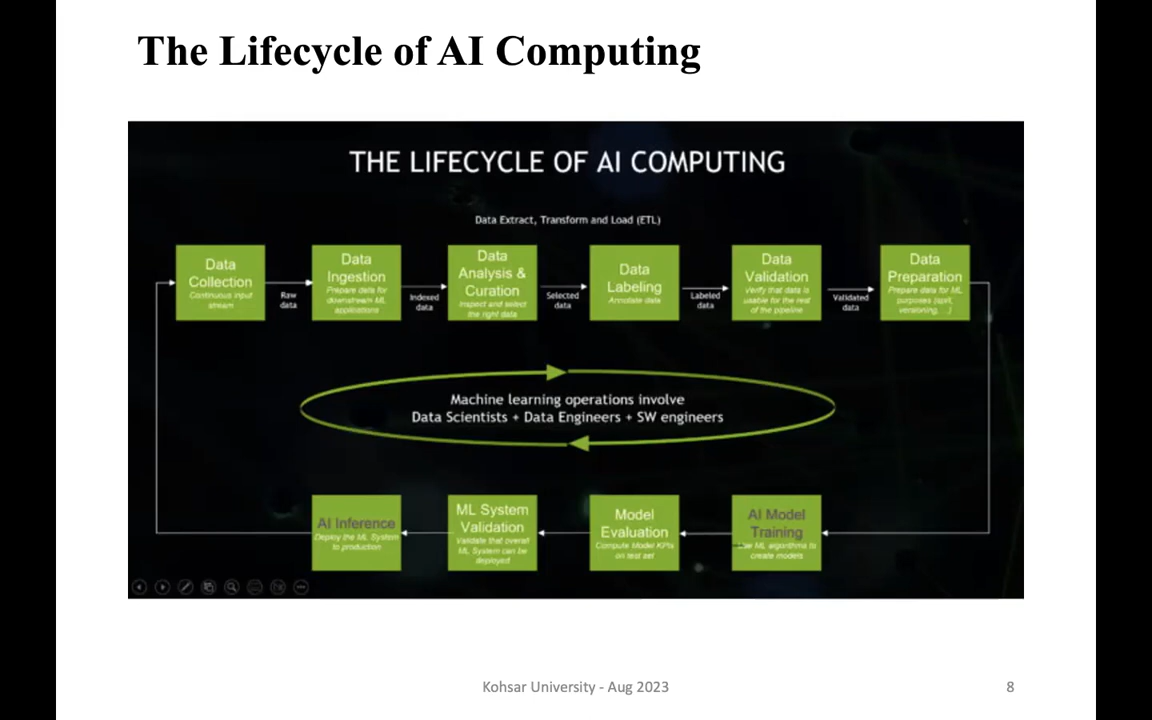 The Lifecycle of AI Computing
THE LIFECYCLE OF AI COMPUTING
Data Extract, Transform and Load (ETL)
Data
Collection
Continuous input
stream
Raw
data
Data
Ingestion
Prepare data for
downstream ML
applications
Indexed
data
Data
Analysis &
Curation
Inspect and select
the right data
Selected
data
Data
Labeling
Annotate data
Labeled
data
Data
Validation
Verify that data is
usable for the rest
of the pipeline
Validated
data
Data
Preparation
Prepare data for ML
purposes (split,
versioning, ...)
Machine learning operations involve
Data Scientists + Data Engineers + SW engineers
AI Inference
Deploy the ML System
to production
ML System
Validation
Validate that overall
ML System can be
deployed
Model
Evaluation
Compute Model KPIs
on test set
AI Model
Training
ML algorithms to
create models
Kohsar University - Aug 2023
8